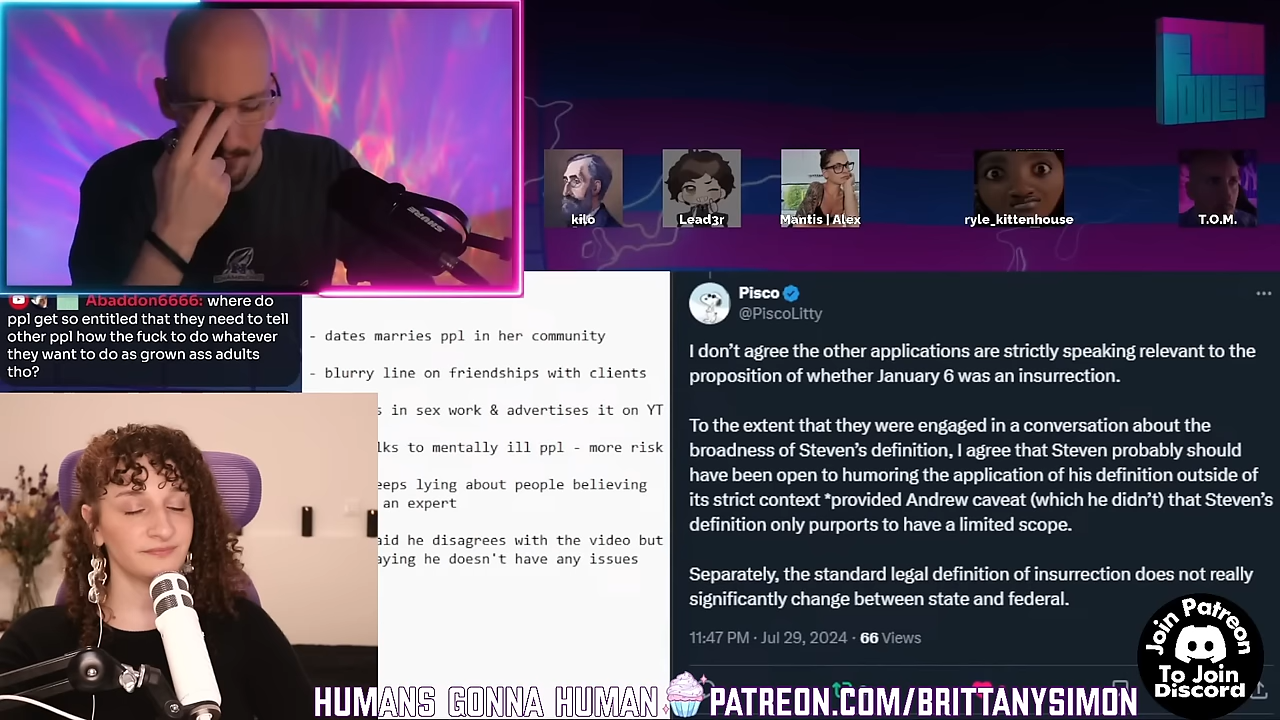 kilo
Lead3r
Mantis | Alex
ryle_kittenhouse
T.O.M.
Abaddon6666: where do
ppl get so entitled that they need to tell
other ppl how the fuck to do whatever
they want to do as grown ass adults
tho?
- dates marries ppl in her community
- blurry line on friendships with clients
in sex work & advertises it on YT
to mentally ill ppl - more risk
lying about people believing
an expert
he disagrees with the video but
he doesn't have any issues
Pisco
@PiscoLitty
I don’t agree the other applications are strictly speaking relevant to the
proposition of whether January 6 was an insurrection.
To the extent that they were engaged in a conversation about the
broadness of Steven’s definition, I agree that Steven probably should
have been open to humoring the application of his definition outside of
its strict context *provided Andrew caveat (which he didn’t) that Steven’s
definition only purports to have a limited scope.
Separately, the standard legal definition of insurrection does not really
significantly change between state and federal.
11:47 PM · Jul 29, 2024 · 66 Views
Join Patreon
To Join
Discord
HUMANS GONNA HUMAN PATREON.COM/BRITTANYSIMON